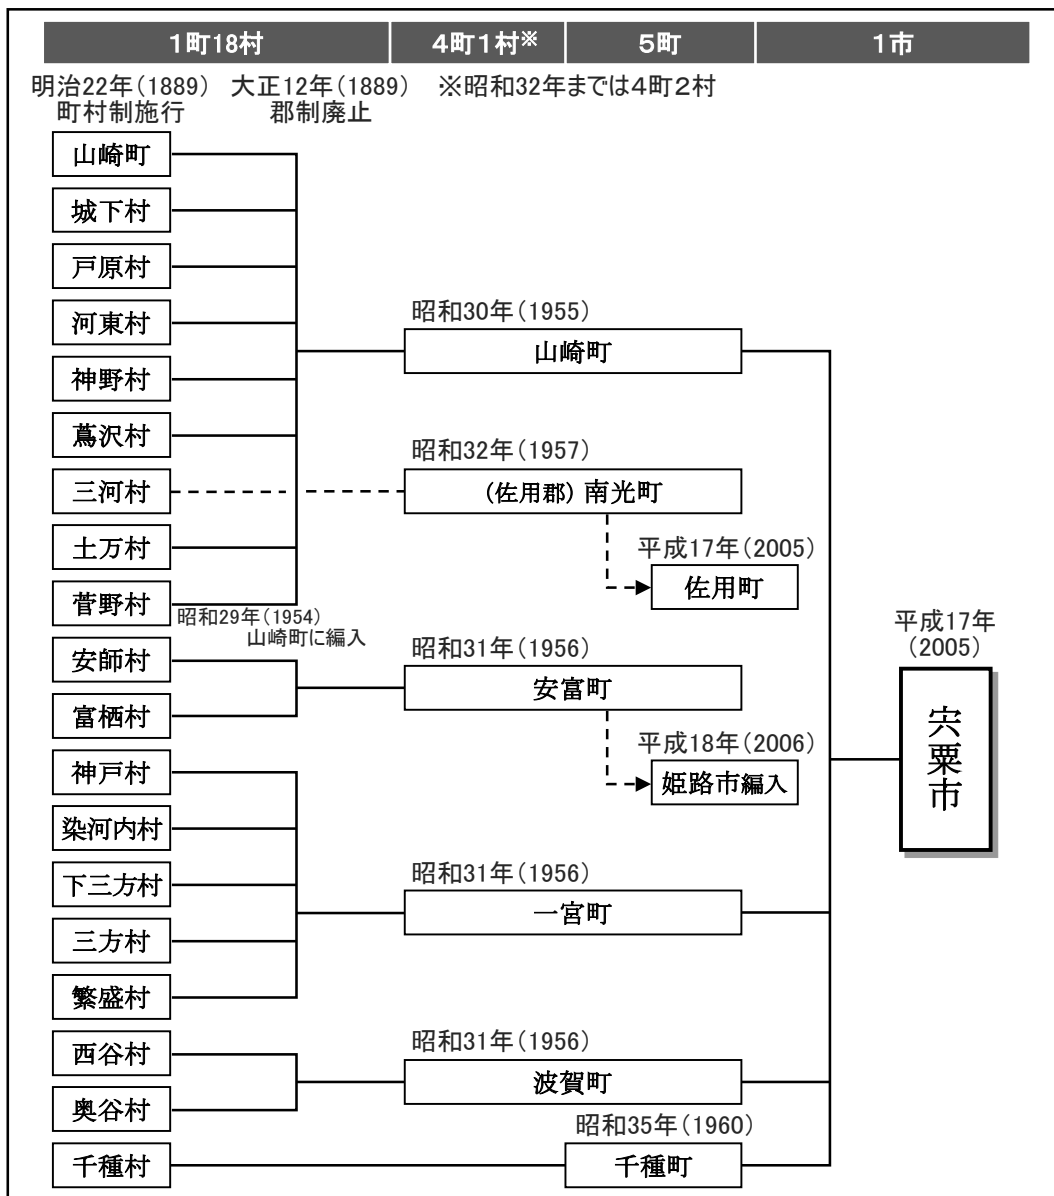 1町18村
4町1村※
5町
1市
明治22年(1889)
町村制施行
大正12年(1889)
郡制廃止
※昭和32年までは4町2村
山崎町
城下村
戸原村
河東村
神野村
蔦沢村
三河村
土万村
菅野村
昭和29年(1954)
山崎町に編入
安師村
富栖村
神戸村
染河内村
下三方村
三方村
繁盛村
西谷村
奥谷村
千種村
昭和30年(1955)
山崎町
昭和32年(1957)
(佐用郡) 南光町
平成17年(2005)
佐用町
昭和31年(1956)
安富町
平成18年(2006)
姫路市編入
昭和31年(1956)
一宮町
昭和31年(1956)
波賀町
昭和35年(1960)
千種町
平成17年
(2005)
宍粟市